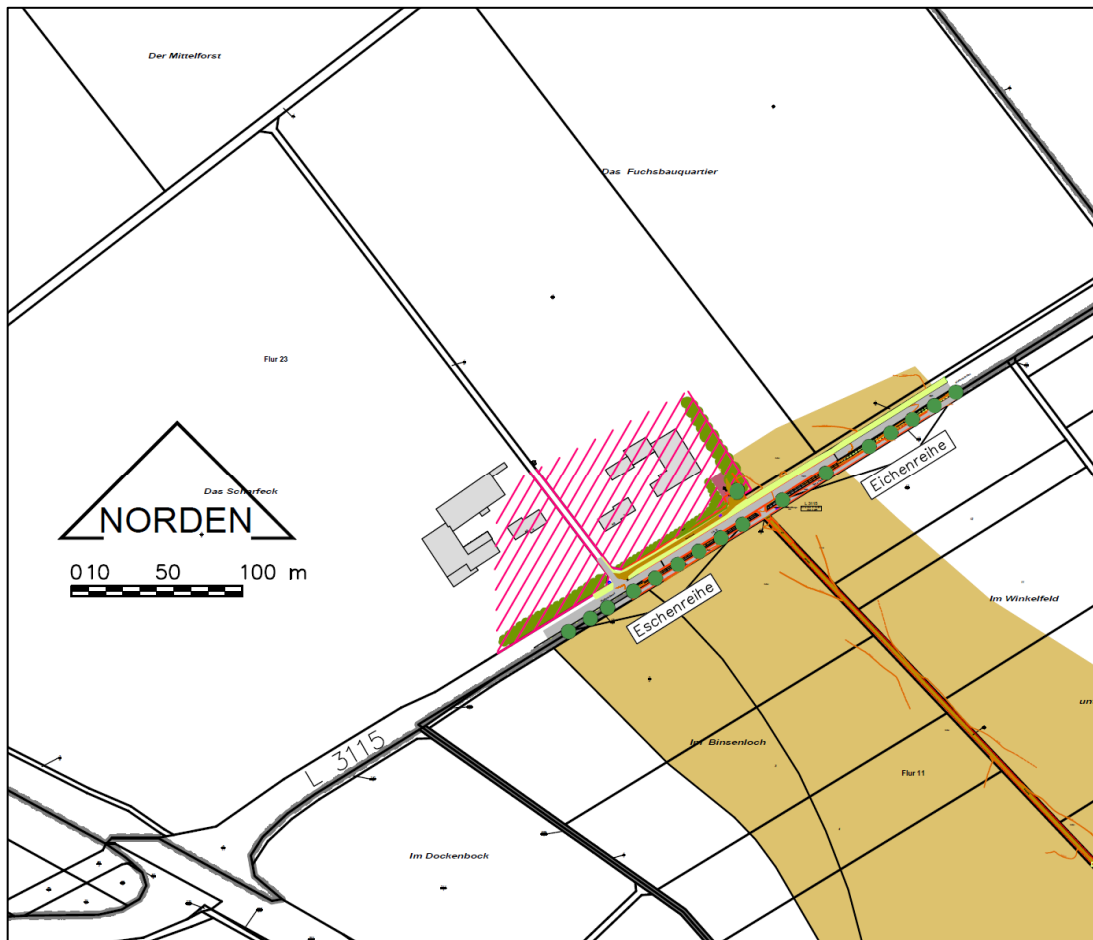 Der Mittelforst
Das Fuchsbauquartier
Flur 23
Das Scharfeck
NORDEN
0 10 50 100 m
Eichenreihe
Eschenreihe
Im Winkelfeld
Im Binsenloch
Flur 11
L 3115
Im Dockenbock